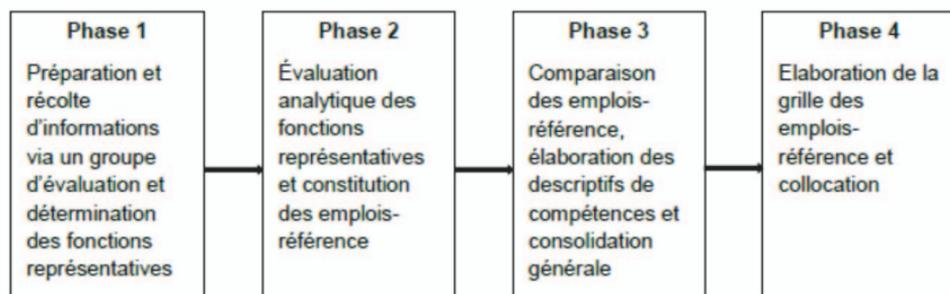 Phase 1
Préparation et
récolte
d'informations
via un groupe
d'évaluation et
détermination
des fonctions
représentatives
Phase 2
Évaluation
analytique des
fonctions
représentatives
et constitution
des emplois-
référence
Phase 3
Comparaison
des emplois-
référence,
élaboration des
descriptifs de
compétences et
consolidation
générale
Phase 4
Elaboration de la
grille des
emplois-
référence et
collocation